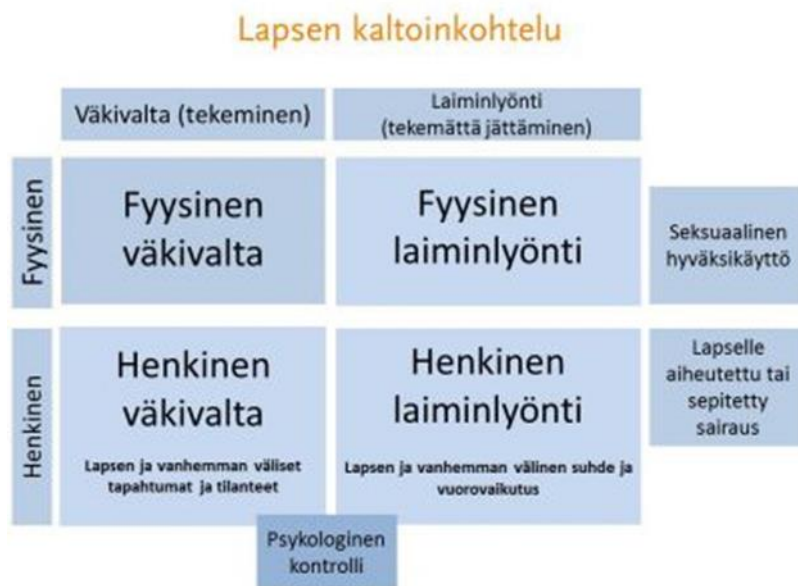 Lapsen kaltoinkohtelu
Väkivalta (tekeminen)
Laiminlyönti
(tekemättä jättäminen)
Fyysinen
Fyysinen
väkivalta
Fyysinen
laiminlyönti
Seksuaalinen
hyväksikäyttö
Henkinen
Henkinen
väkivalta
Lapsen ja vanhemman väliset
tapahtumat ja tilanteet
Henkinen
laiminlyönti
Lapsen ja vanhemman välinen suhde ja
vuorovaikutus
Lapselle
aiheutettu tai
sepitetty
sairaus
Psykologinen
kontrolli